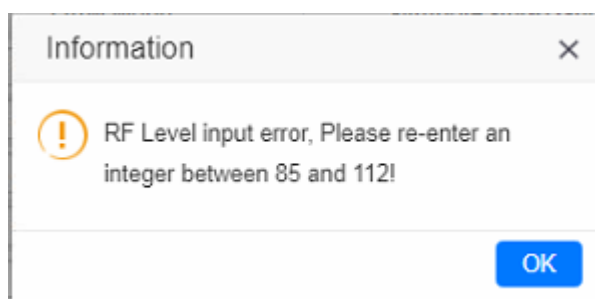 Information
RF Level input error, Please re-enter an
integer between 85 and 112!
OK